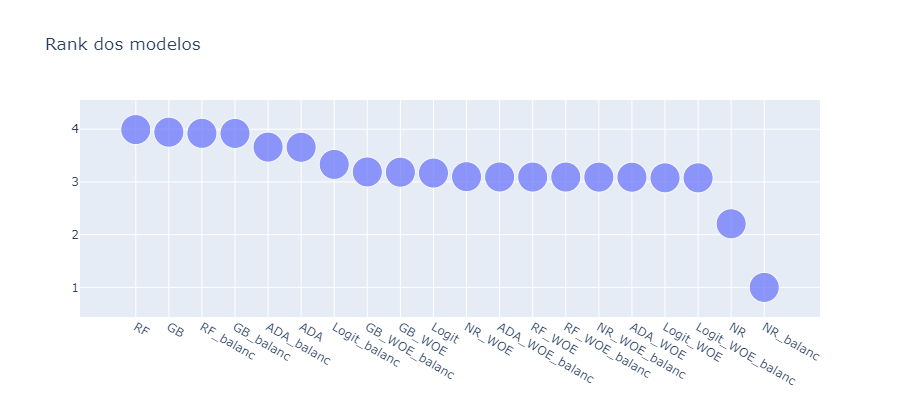 Rank dos modelos
4
3
2
1
RF
GB
RF_balanc
GB_balanc
ADA_balanc
ADA
Logit_balanc
GB_WOE_balanc
GB_WOE
Logit
NR_WOE
ADA_WOE_balanc
RF_WOE
RF_WOE_balanc
NR_WOE_balanc
ADA_WOE
Logit_WOE
Logit_WOE_balanc
NR
NR_balanc